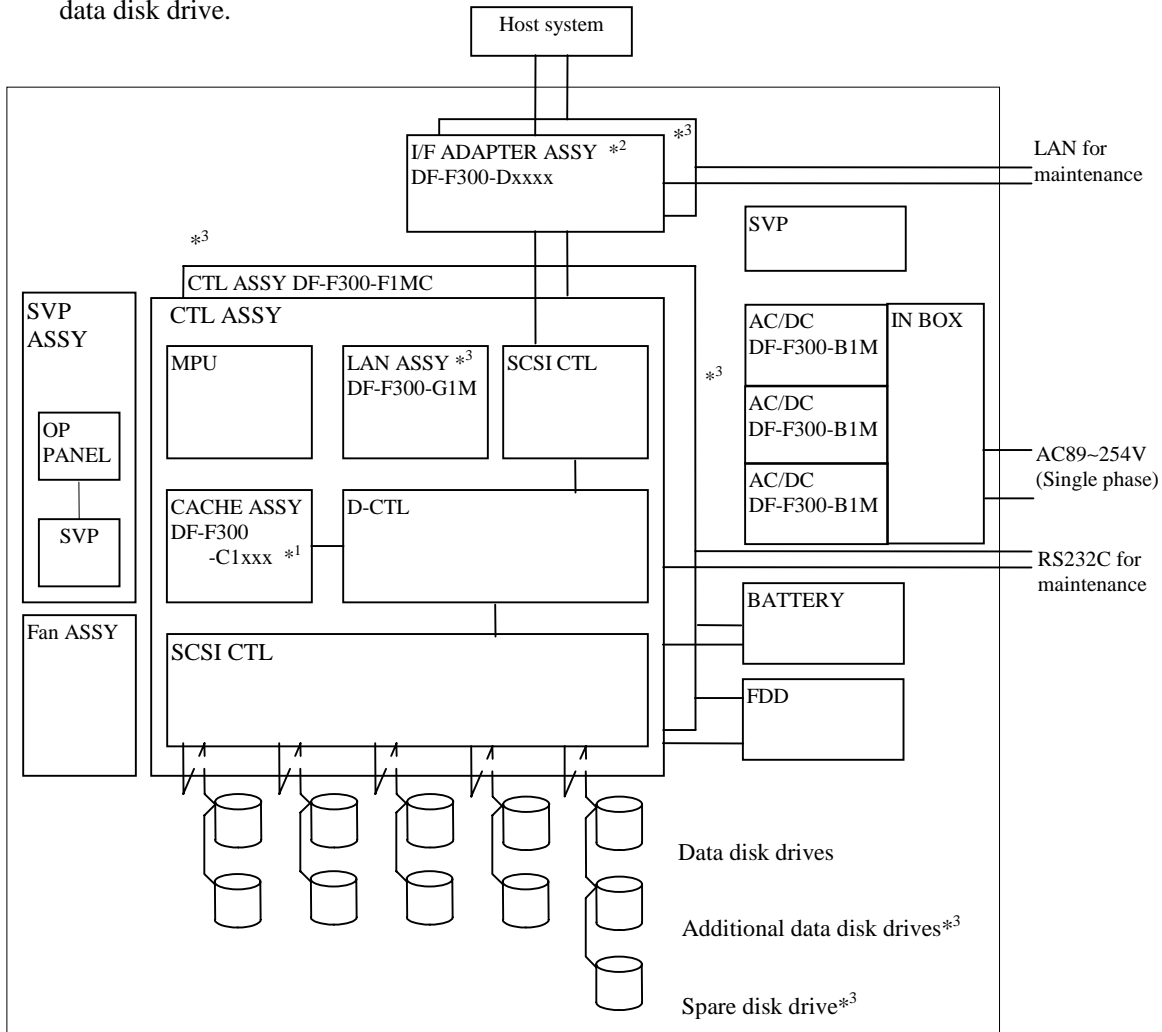 data disk drive.
Host system
*3
I/F ADAPTER ASSY *2
DF-F300-Dxxxx
LAN for
maintenance
SVP
*3
CTL ASSY DF-F300-F1MC
SVP
ASSY
OP
PANEL
SVP
Fan ASSY
CTL ASSY
MPU
LAN ASSY *3
DF-F300-G1M
SCSI CTL
*3
CACHE ASSY
DF-F300
-C1xxx *1
D-CTL
SCSI CTL
AC/DC
DF-F300-B1M
AC/DC
DF-F300-B1M
AC/DC
DF-F300-B1M
IN BOX
AC89~254V
(Single phase)
RS232C for
maintenance
BATTERY
FDD
Data disk drives
Additional data disk drives*3
Spare disk drive*3